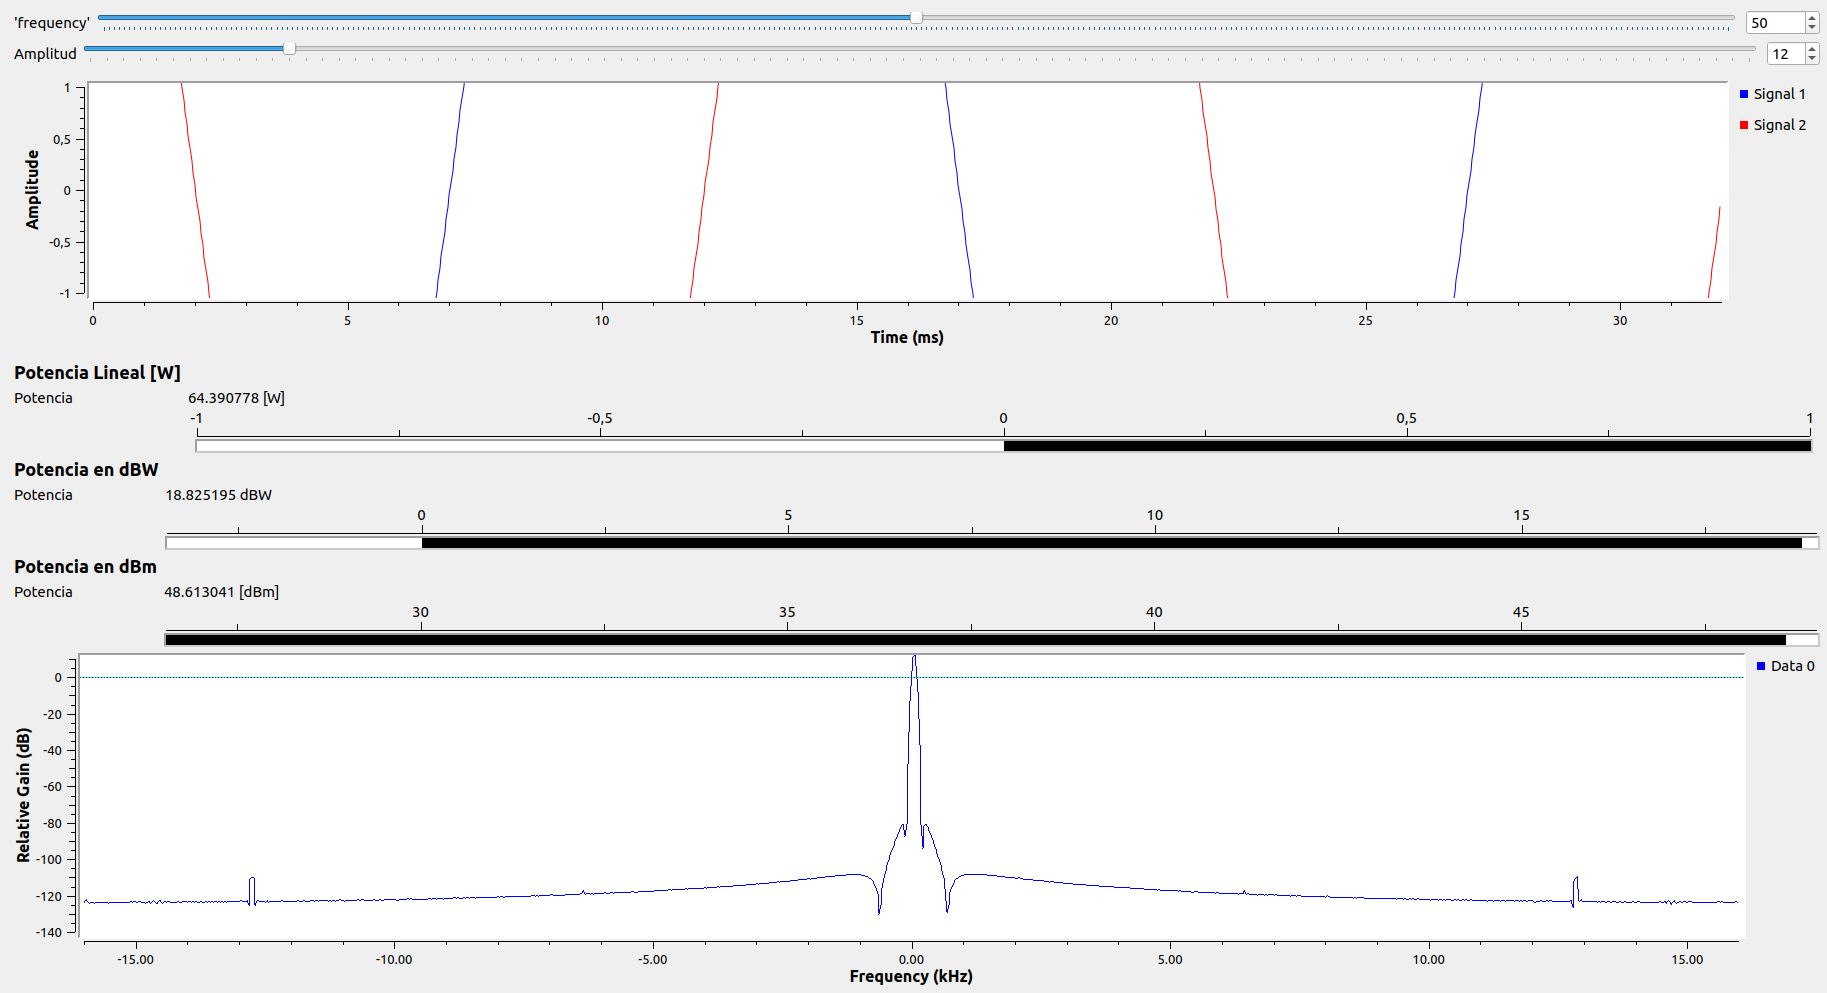 'frequency' 50
Amplitud 12
Amplitude
1
0,5
0
-0,5
-1
Signal 1
Signal 2
0 5 10 15 20 25 30
Time (ms)
Potencia Lineal [W]
Potencia 64.390778 [W]
-1 -0,5 0 0,5 1
Potencia en dBW
Potencia 18.825195 dBW
0 5 10 15
Potencia en dBm
Potencia 48.613041 [dBm]
30 35 40 45
Relative Gain (dB)
0
-20
-40
-60
-80
-100
-120
-140
Data 0
-15.00 -10.00 -5.00 0.00 5.00 10.00 15.00
Frequency (kHz)